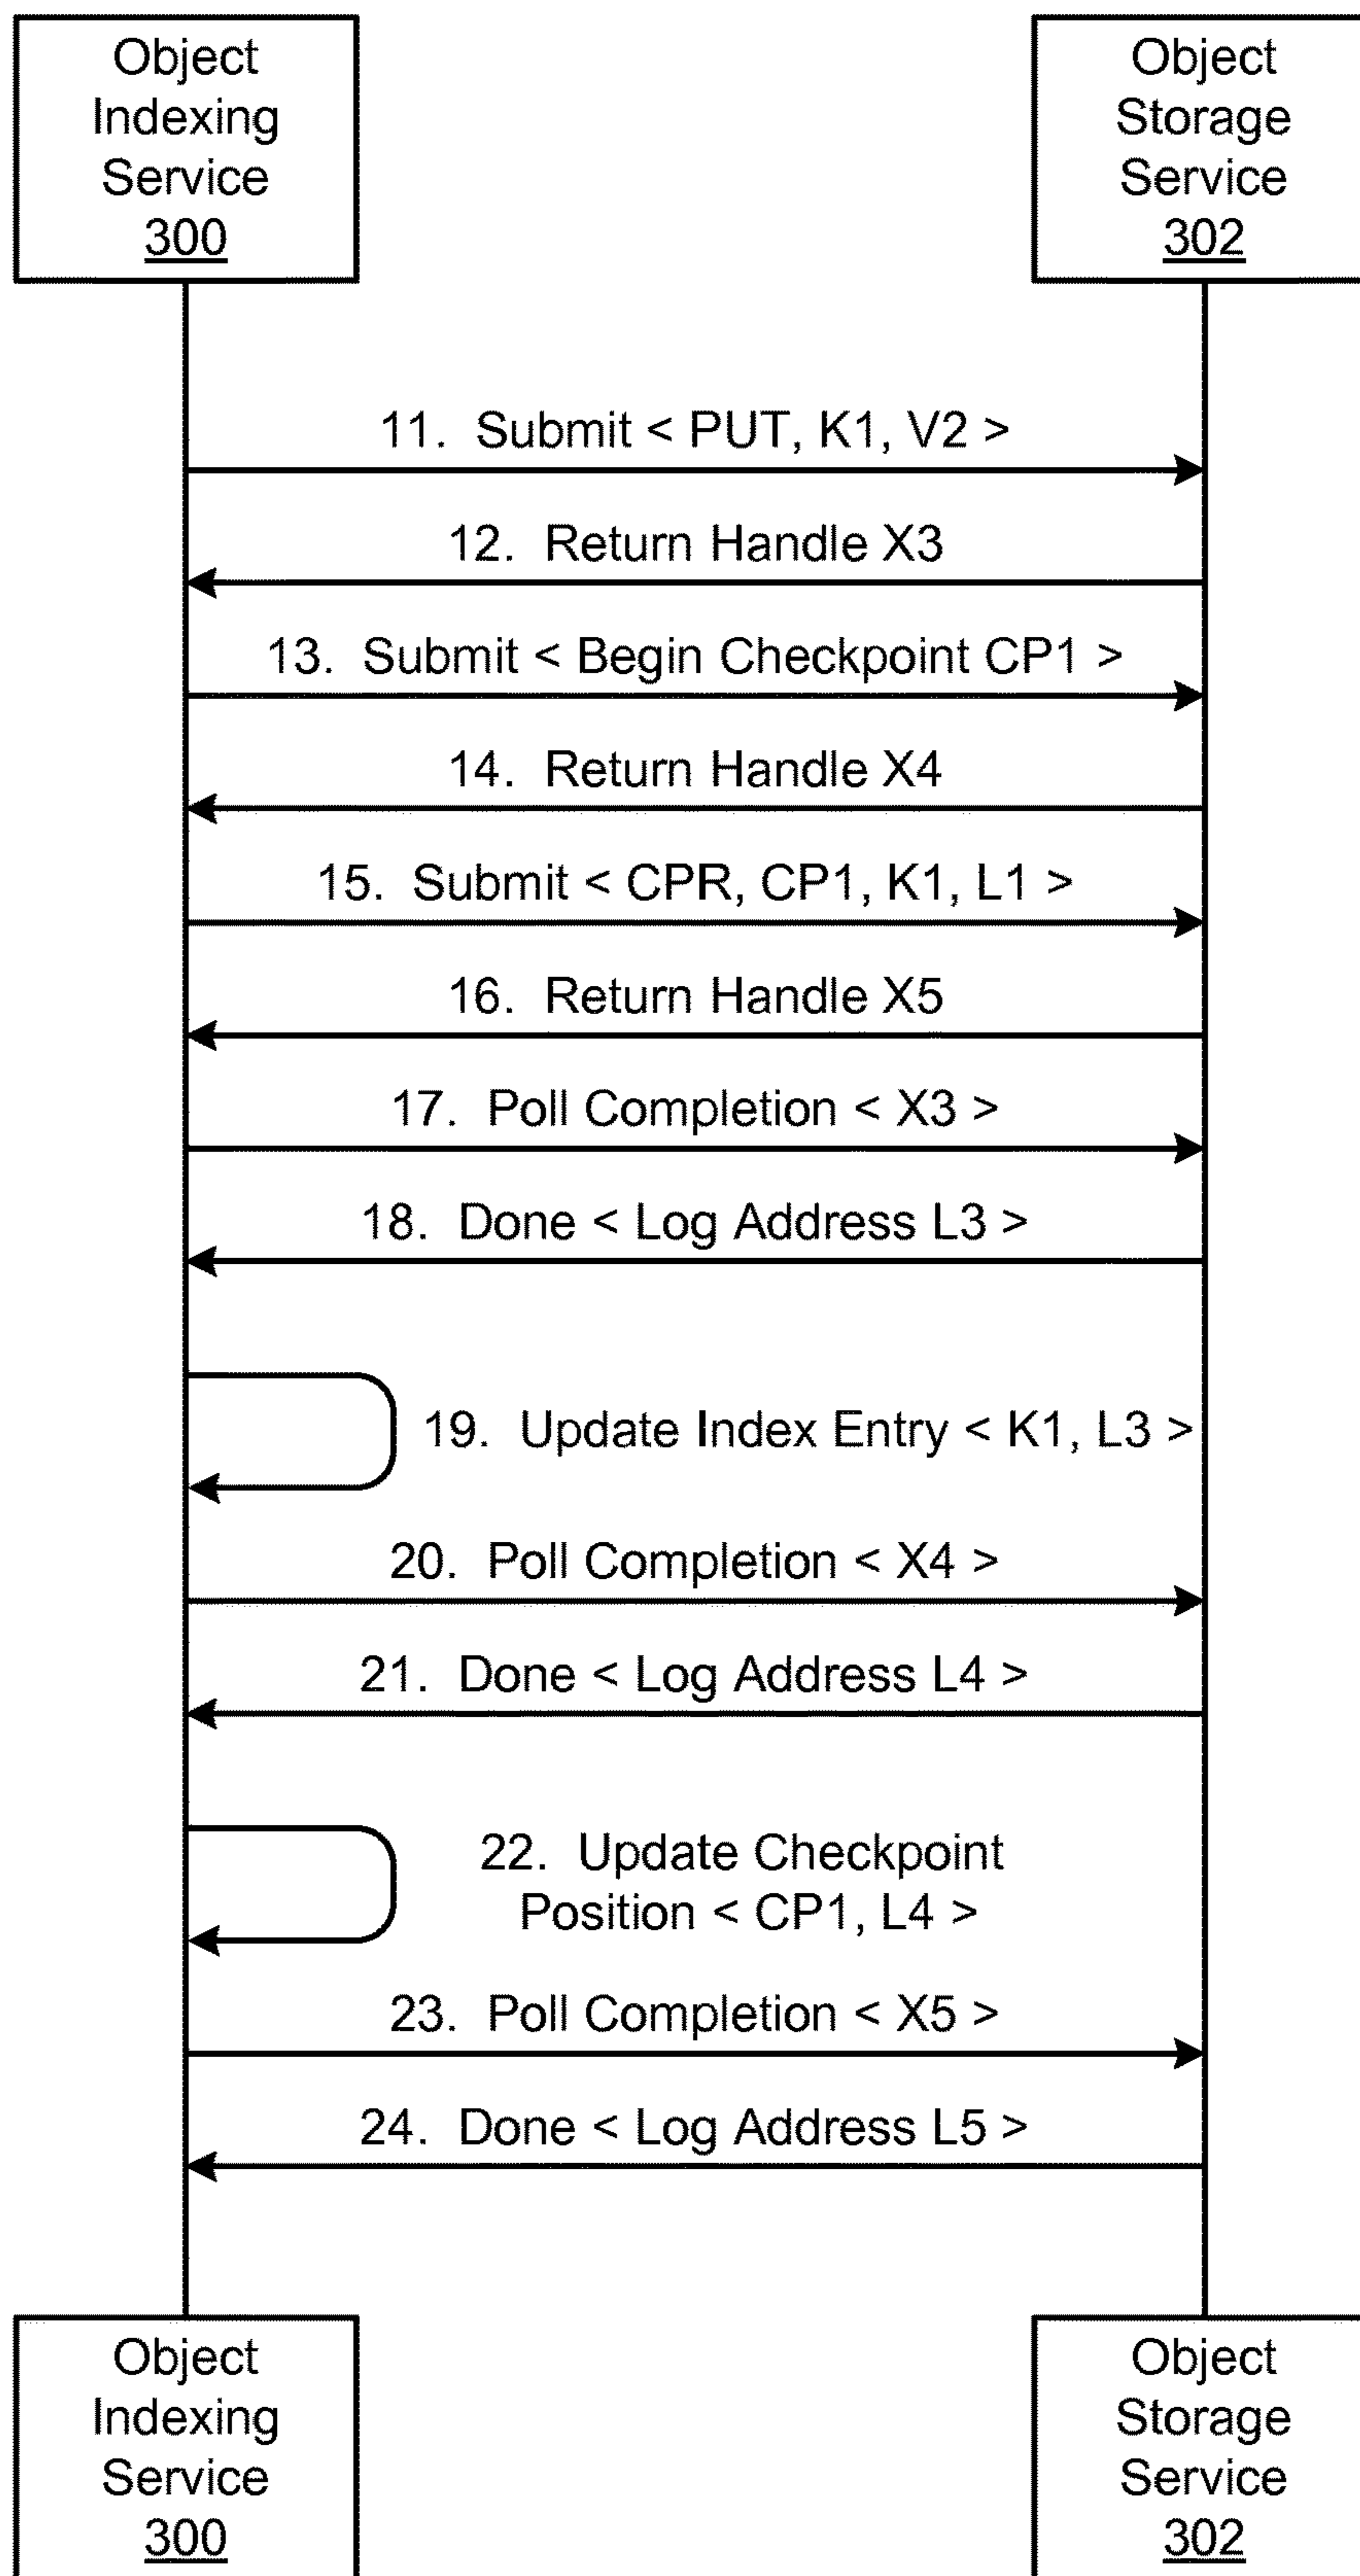 Object
Indexing
Service
300
Object
Storage
Service
302
11. Submit < PUT, K1, V2 >
12. Return Handle X3
13. Submit < Begin Checkpoint CP1 >
14. Return Handle X4
15. Submit < CPR, CP1, K1, L1 >
16. Return Handle X5
17. Poll Completion < X3 >
18. Done < Log Address L3 >
19. Update Index Entry < K1, L3 >
20. Poll Completion < X4 >
21. Done < Log Address L4 >
22. Update Checkpoint
Position < CP1, L4 >
23. Poll Completion < X5 >
24. Done < Log Address L5 >
Object
Indexing
Service
300
Object
Storage
Service
302